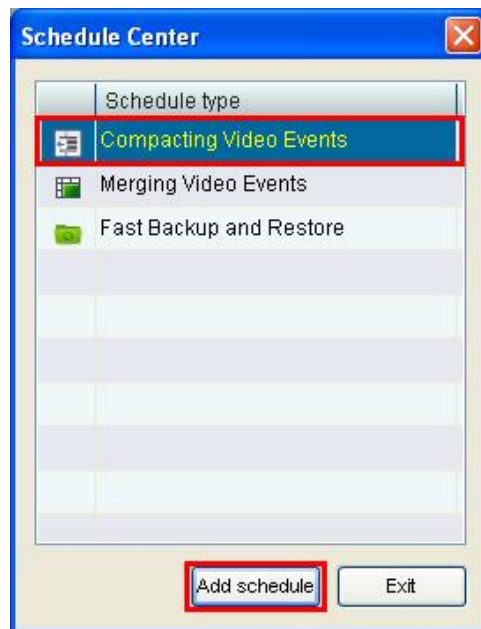 Schedule Center
Schedule type
Compacting Video Events
Merging Video Events
Fast Backup and Restore
Add schedule Exit